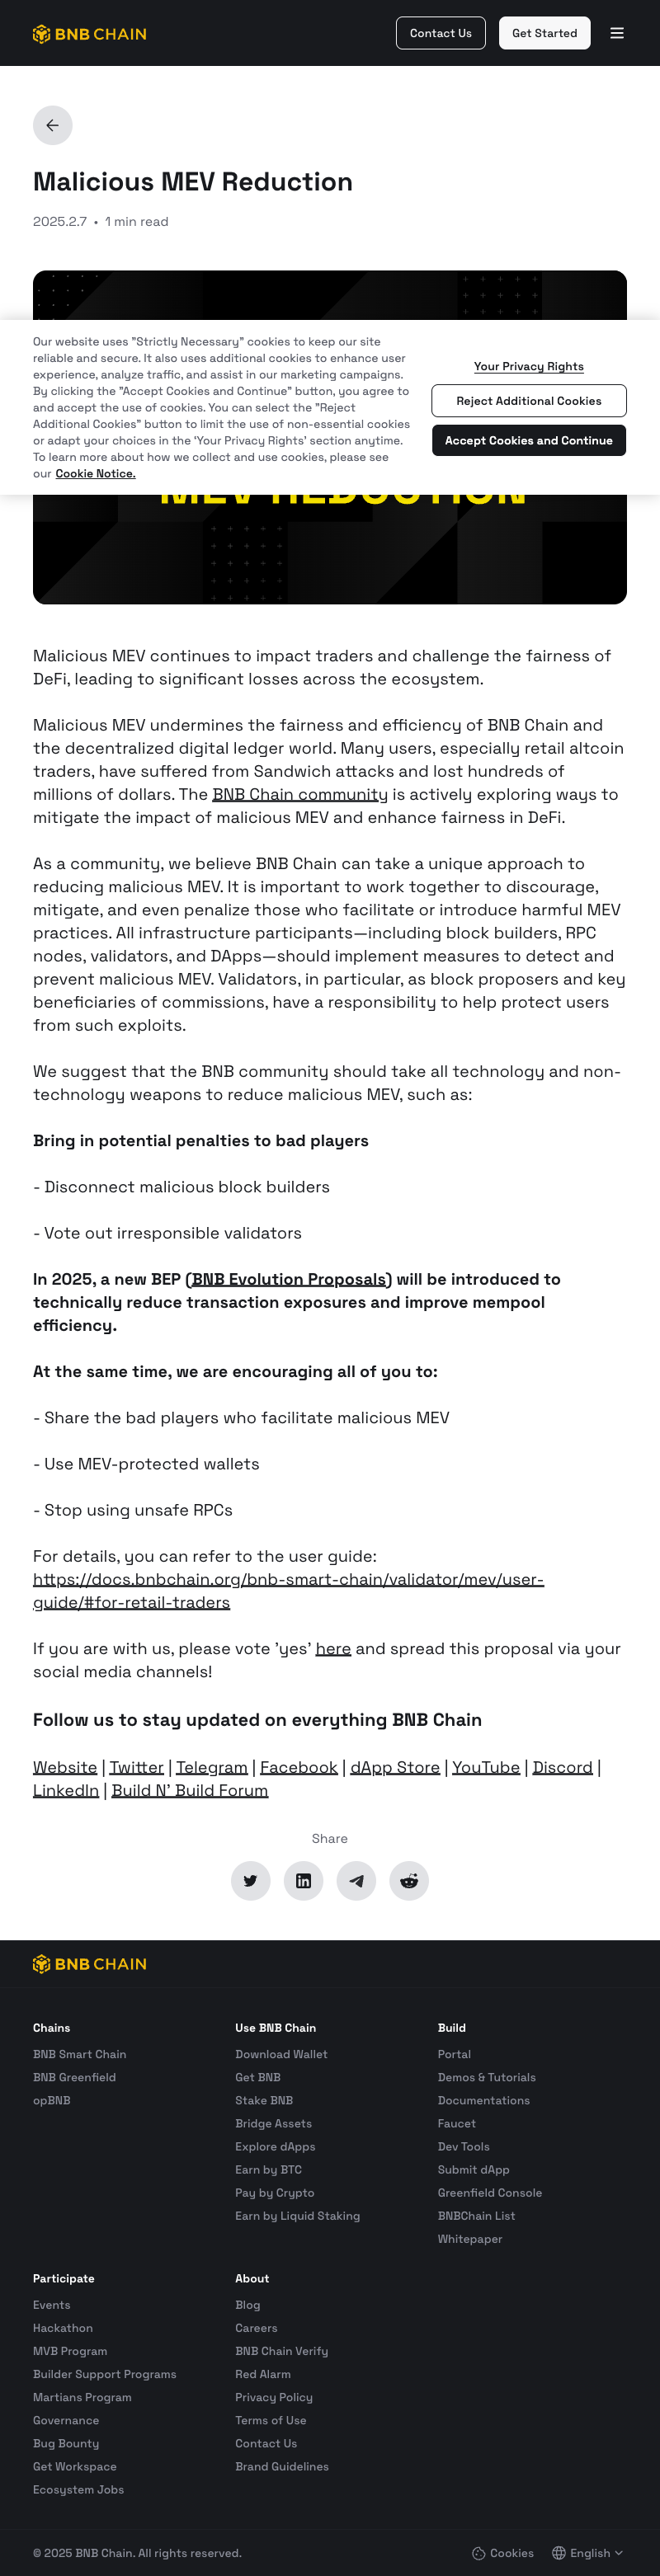 BNB CHAIN
Contact Us
Get Started
Malicious MEV Reduction
2025.2.7 • 1 min read
Our website uses "Strictly Necessary" cookies to keep our site
reliable and secure. It also uses additional cookies to enhance user
experience, analyze traffic, and assist in our marketing campaigns.
By clicking the "Accept Cookies and Continue" button, you agree to
and accept the use of cookies. You can select the "Reject
Additional Cookies" button to limit the use of non-essential cookies
or adapt your choices in the 'Your Privacy Rights' section anytime.
To learn more about how we collect and use cookies, please see
our Cookie Notice.
Your Privacy Rights
Reject Additional Cookies
Accept Cookies and Continue
MEV REDUCTION
Malicious MEV continues to impact traders and challenge the fairness of
DeFi, leading to significant losses across the ecosystem.
Malicious MEV undermines the fairness and efficiency of BNB Chain and
the decentralized digital ledger world. Many users, especially retail altcoin
traders, have suffered from Sandwich attacks and lost hundreds of
millions of dollars. The BNB Chain community is actively exploring ways to
mitigate the impact of malicious MEV and enhance fairness in DeFi.
As a community, we believe BNB Chain can take a unique approach to
reducing malicious MEV. It is important to work together to discourage,
mitigate, and even penalize those who facilitate or introduce harmful MEV
practices. All infrastructure participants—including block builders, RPC
nodes, validators, and DApps—should implement measures to detect and
prevent malicious MEV. Validators, in particular, as block proposers and key
beneficiaries of commissions, have a responsibility to help protect users
from such exploits.
We suggest that the BNB community should take all technology and non-
technology weapons to reduce malicious MEV, such as:
Bring in potential penalties to bad players
- Disconnect malicious block builders
- Vote out irresponsible validators
In 2025, a new BEP (BNB Evolution Proposals) will be introduced to
technically reduce transaction exposures and improve mempool
efficiency.
At the same time, we are encouraging all of you to:
- Share the bad players who facilitate malicious MEV
- Use MEV-protected wallets
- Stop using unsafe RPCs
For details, you can refer to the user guide:
https://docs.bnbchain.org/bnb-smart-chain/validator/mev/user-
guide/#for-retail-traders
If you are with us, please vote 'yes' here and spread this proposal via your
social media channels!
Follow us to stay updated on everything BNB Chain
Website | Twitter | Telegram | Facebook | dApp Store | YouTube | Discord |
LinkedIn | Build N' Build Forum
Share
BNB CHAIN
Chains
BNB Smart Chain
BNB Greenfield
opBNB
Use BNB Chain
Download Wallet
Get BNB
Stake BNB
Bridge Assets
Explore dApps
Earn by BTC
Pay by Crypto
Earn by Liquid Staking
Build
Portal
Demos & Tutorials
Documentations
Faucet
Dev Tools
Submit dApp
Greenfield Console
BNBChain List
Whitepaper
Participate
Events
Hackathon
MVB Program
Builder Support Programs
Martians Program
Governance
Bug Bounty
Get Workspace
Ecosystem Jobs
About
Blog
Careers
BNB Chain Verify
Red Alarm
Privacy Policy
Terms of Use
Contact Us
Brand Guidelines
© 2025 BNB Chain. All rights reserved.
Cookies
English